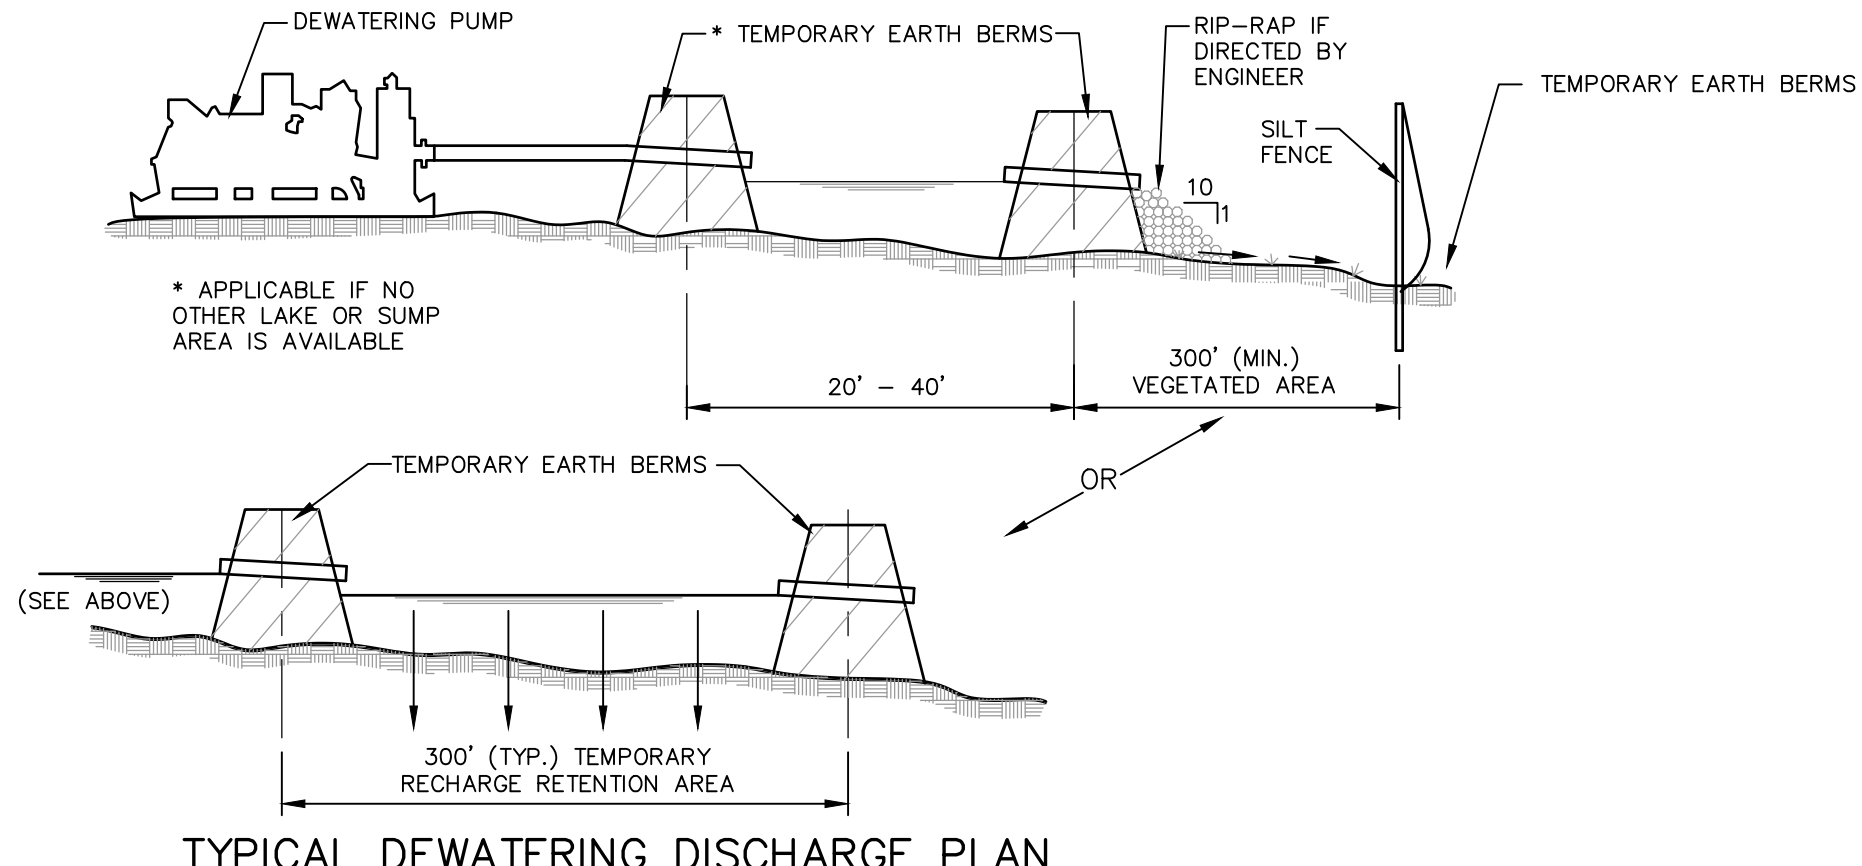 DEWATERING PUMP
* TEMPORARY EARTH BERMS
RIP-RAP IF
DIRECTED BY
ENGINEER
TEMPORARY EARTH BERMS
SILT
FENCE
10
1
* APPLICABLE IF NO
OTHER LAKE OR SUMP
AREA IS AVAILABLE
20' - 40'
300' (MIN.)
VEGETATED AREA
OR
TEMPORARY EARTH BERMS
(SEE ABOVE)
300' (TYP.) TEMPORARY
RECHARGE RETENTION AREA
TYPICAL DEWATERING DISCHARGE PLAN